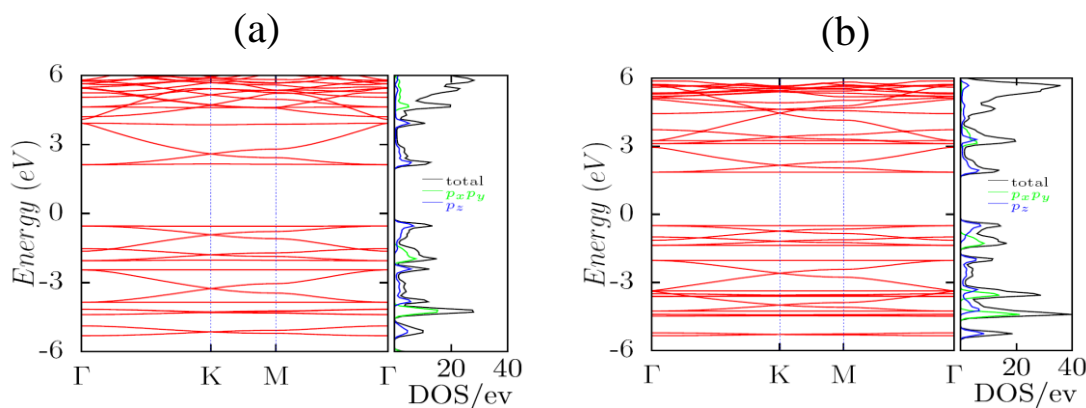 (a)
6
3
0
-3
-6
Energy (eV)
Γ
K
M
Γ
total
pxpy
pz
20
40
DOS/ev
(b)
6
3
0
-3
-6
Energy (eV)
Γ
K
M
Γ
total
pxpy
pz
20
40
DOS/ev